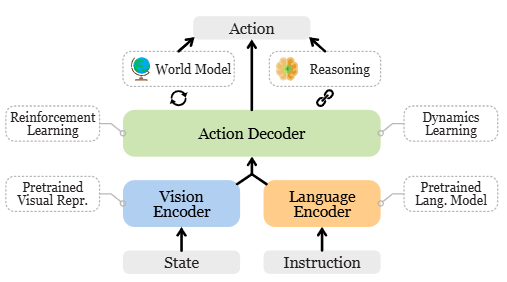 Action
World Model
Reasoning
Reinforcement
Learning
Action Decoder
Dynamics
Learning
Pretrained
Visual Repr.
Vision
Encoder
Language
Encoder
Pretrained
Lang. Model
State
Instruction